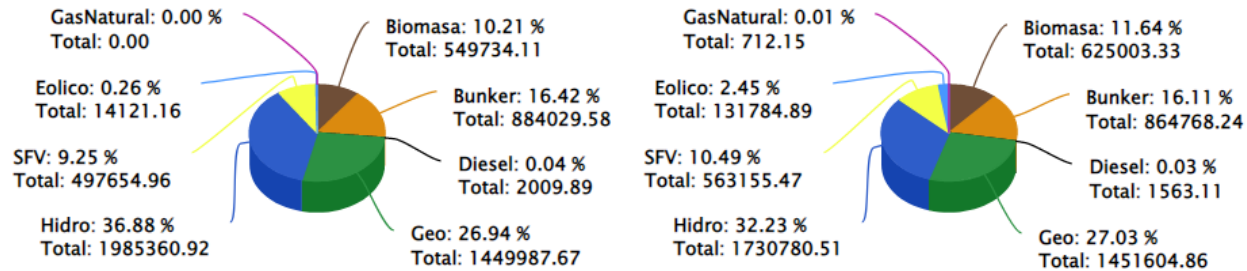 GasNatural: 0.00 %
Total: 0.00
Biomasa: 10.21 %
Total: 549734.11
Eolico: 0.26 %
Total: 14121.16
Bunker: 16.42 %
Total: 884029.58
SFV: 9.25 %
Total: 497654.96
Diesel: 0.04 %
Total: 2009.89
Hidro: 36.88 %
Total: 1985360.92
Geo: 26.94 %
Total: 1449987.67
GasNatural: 0.01 %
Total: 712.15
Biomasa: 11.64 %
Total: 625003.33
Eolico: 2.45 %
Total: 131784.89
Bunker: 16.11 %
Total: 864768.24
SFV: 10.49 %
Total: 563155.47
Diesel: 0.03 %
Total: 1563.11
Hidro: 32.23 %
Total: 1730780.51
Geo: 27.03 %
Total: 1451604.86